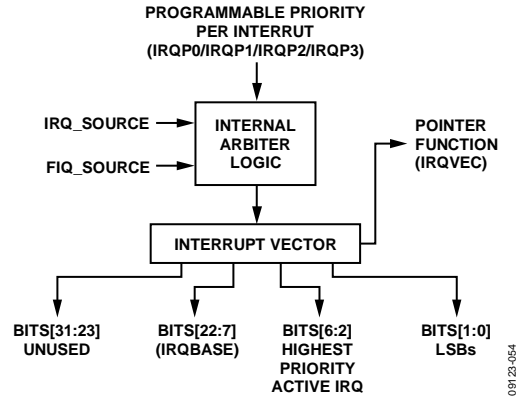 PROGRAMMABLE PRIORITY
PER INTERRUT
(IRQP0/IRQP1/IRQP2/IRQP3)
IRQ_SOURCE
FIQ_SOURCE
INTERNAL
ARBITER
LOGIC
POINTER
FUNCTION
(IRQVEC)
INTERRUPT VECTOR
BITS[31:23]
UNUSED
BITS[22:7]
(IRQBASE)
BITS[6:2]
HIGHEST
PRIORITY
ACTIVE IRQ
BITS[1:0]
LSBs
09123-054